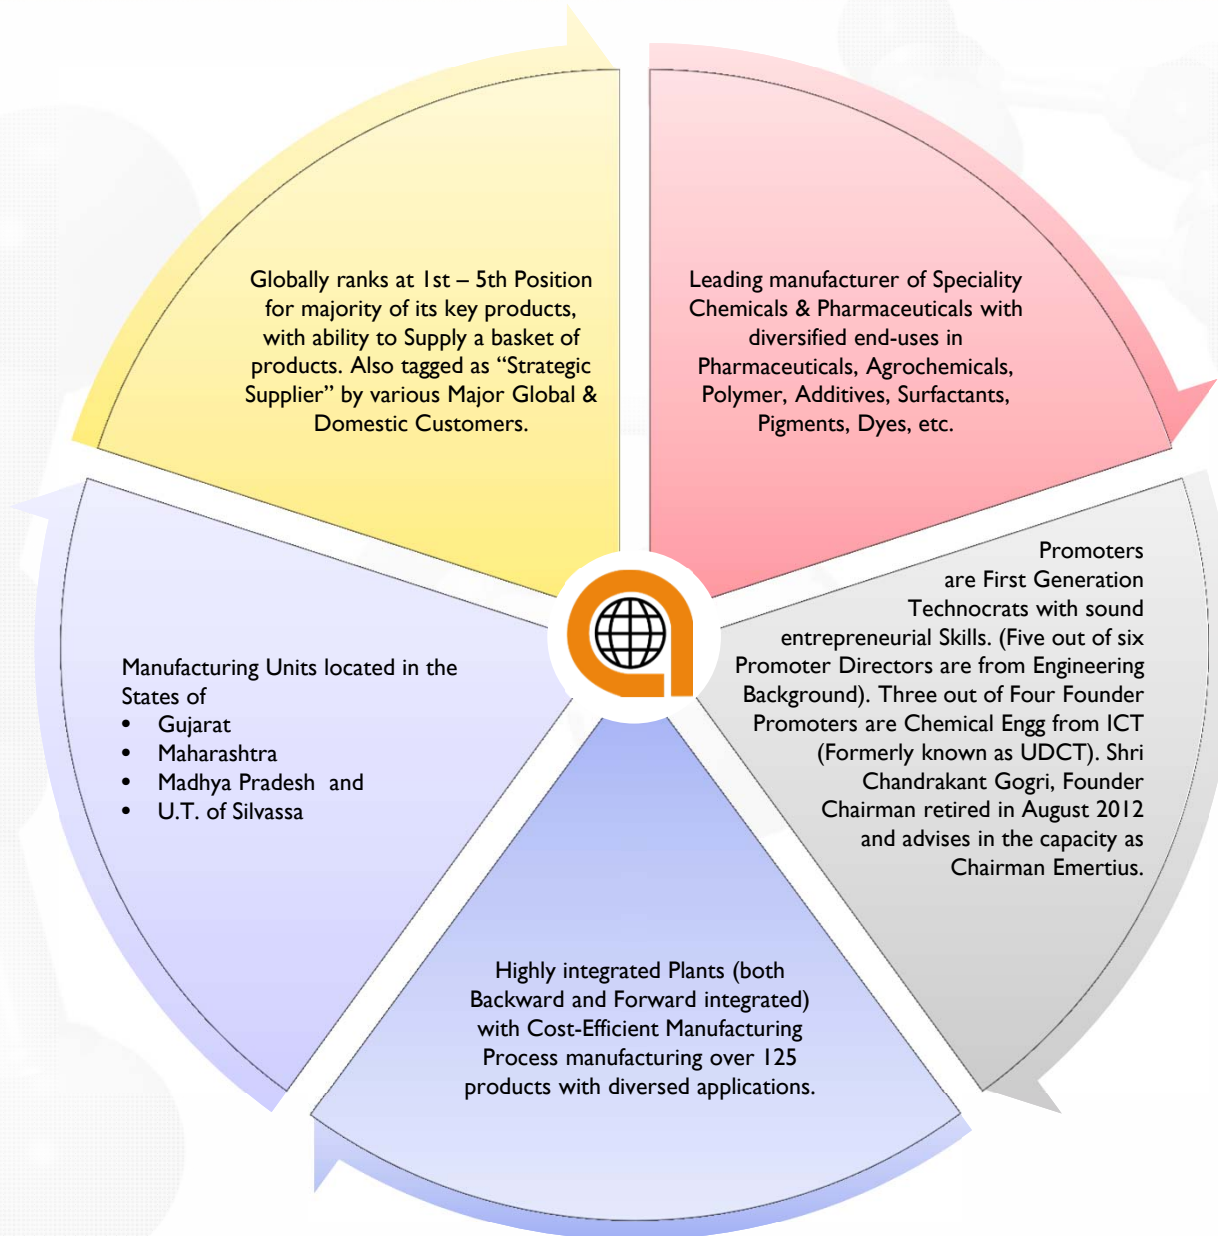 Globally ranks at 1st – 5th Position
for majority of its key products,
with ability to Supply a basket of
products. Also tagged as “Strategic
Supplier” by various Major Global &
Domestic Customers.
Leading manufacturer of Speciality
Chemicals & Pharmaceuticals with
diversified end-uses in
Pharmaceuticals, Agrochemicals,
Polymer, Additives, Surfactants,
Pigments, Dyes, etc.
Promoters
are First Generation
Technocrats with sound
entrepreneurial Skills. (Five out of six
Promoter Directors are from Engineering
Background). Three out of Four Founder
Promoters are Chemical Engg from ICT
(Formerly known as UDCT). Shri
Chandrakant Gogri, Founder
Chairman retired in August 2012
and advises in the capacity as
Chairman Emertius.
Manufacturing Units located in the
States of
• Gujarat
• Maharashtra
• Madhya Pradesh and
• U.T. of Silvassa
Highly integrated Plants (both
Backward and Forward integrated)
with Cost-Efficient Manufacturing
Process manufacturing over 125
products with diversed applications.